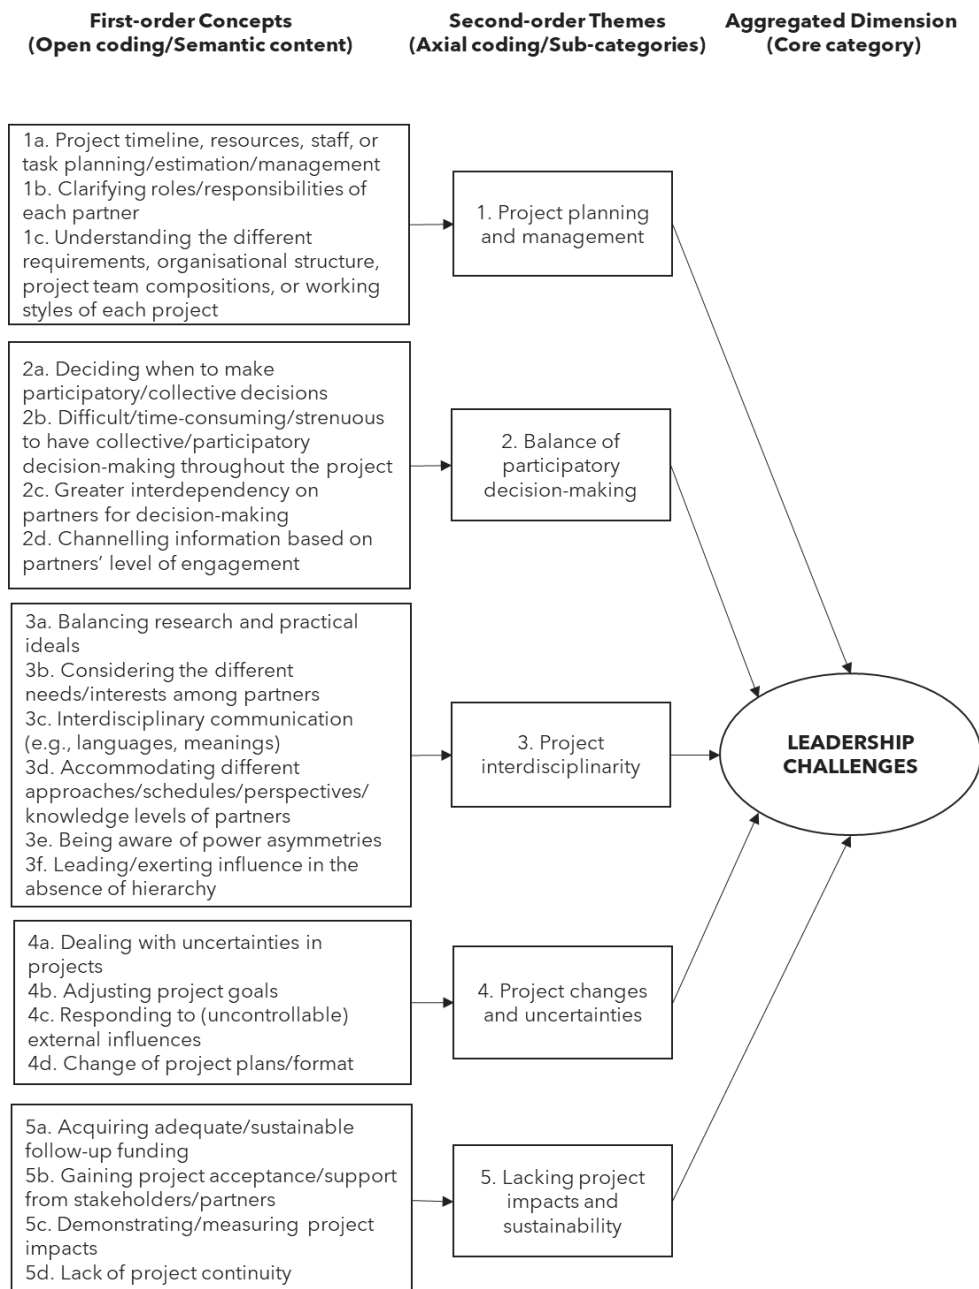 First-order Concepts
(Open coding/Semantic content)
Second-order Themes
(Axial coding/Sub-categories)
Aggregated Dimension
(Core category)
1a. Project timeline, resources, staff, or
task planning/estimation/management
1b. Clarifying roles/responsibilities of
each partner
1c. Understanding the different
requirements, organisational structure,
project team compositions, or working
styles of each project
1. Project planning
and management
2a. Deciding when to make
participatory/collective decisions
2b. Difficult/time-consuming/strenuous
to have collective/participatory
decision-making throughout the project
2c. Greater interdependency on
partners for decision-making
2d. Channelling information based on
partners’ level of engagement
2. Balance of
participatory
decision-making
3a. Balancing research and practical
ideals
3b. Considering the different
needs/interests among partners
3c. Interdisciplinary communication
(e.g., languages, meanings)
3d. Accommodating different
approaches/schedules/perspectives/
knowledge levels of partners
3e. Being aware of power asymmetries
3f. Leading/exerting influence in the
absence of hierarchy
3. Project
interdisciplinarity
LEADERSHIP
CHALLENGES
4a. Dealing with uncertainties in
projects
4b. Adjusting project goals
4c. Responding to (uncontrollable)
external influences
4d. Change of project plans/format
4. Project changes
and uncertainties
5a. Acquiring adequate/sustainable
follow-up funding
5b. Gaining project acceptance/support
from stakeholders/partners
5c. Demonstrating/measuring project
impacts
5d. Lack of project continuity
5. Lacking project
impacts and
sustainability